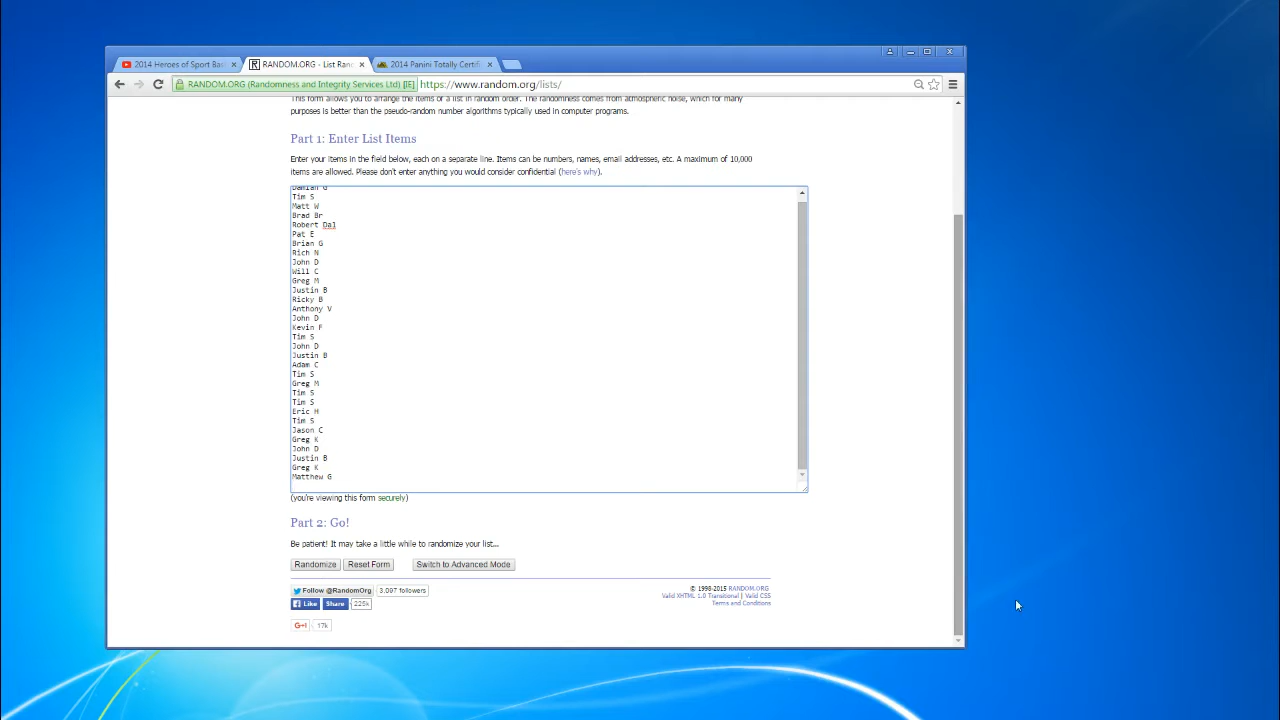 2014 Heroes of Sport Bas
RANDOM.ORG - List Ran
2014 Panini Totally Certifi
RANDOM.ORG (Randomness and Integrity Services Ltd) [IE]
https://www.random.org/lists/
This form allows you to arrange the items of a list in random order. The randomness comes from atmospheric noise, which for many
purposes is better than the pseudo-random number algorithms typically used in computer programs.
Part 1: Enter List Items
Enter your items in the field below, each on a separate line. Items can be numbers, names, email addresses, etc. A maximum of 10,000
items are allowed. Please don't enter anything you would consider confidential (here's why).
Damian G
Tim S
Matt W
Brad Br
Robert Dal
Pat E
Brian G
Rich N
John D
Will C
Greg M
Justin B
Ricky B
Anthony V
John D
Kevin F
Tim S
John D
Justin B
Adam C
Tim S
Greg M
Tim S
Tim S
Eric H
Tim S
Jason C
Greg K
John D
Justin B
Greg K
Matthew G
(you're viewing this form securely)
Part 2: Go!
Be patient! It may take a little while to randomize your list...
Randomize
Reset Form
Switch to Advanced Mode
Follow @RandomOrg
3,097 followers
Like
Share
225k
G+1
17k
© 1998-2015 RANDOM.ORG
Valid XHTML 1.0 Transitional | Valid CSS
Terms and Conditions